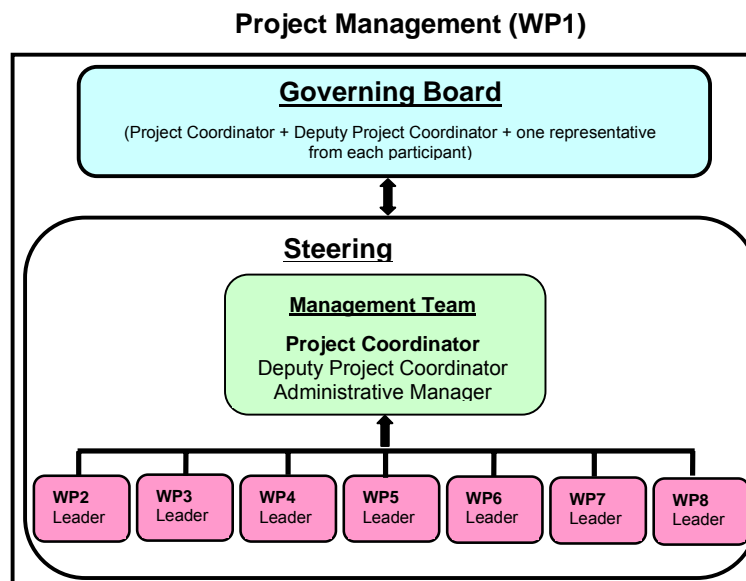 Project Management (WP1)
Governing Board
(Project Coordinator + Deputy Project Coordinator + one representative
from each participant)
Steering
Management Team
Project Coordinator
Deputy Project Coordinator
Administrative Manager
WP2
Leader
WP3
Leader
WP4
Leader
WP5
Leader
WP6
Leader
WP7
Leader
WP8
Leader